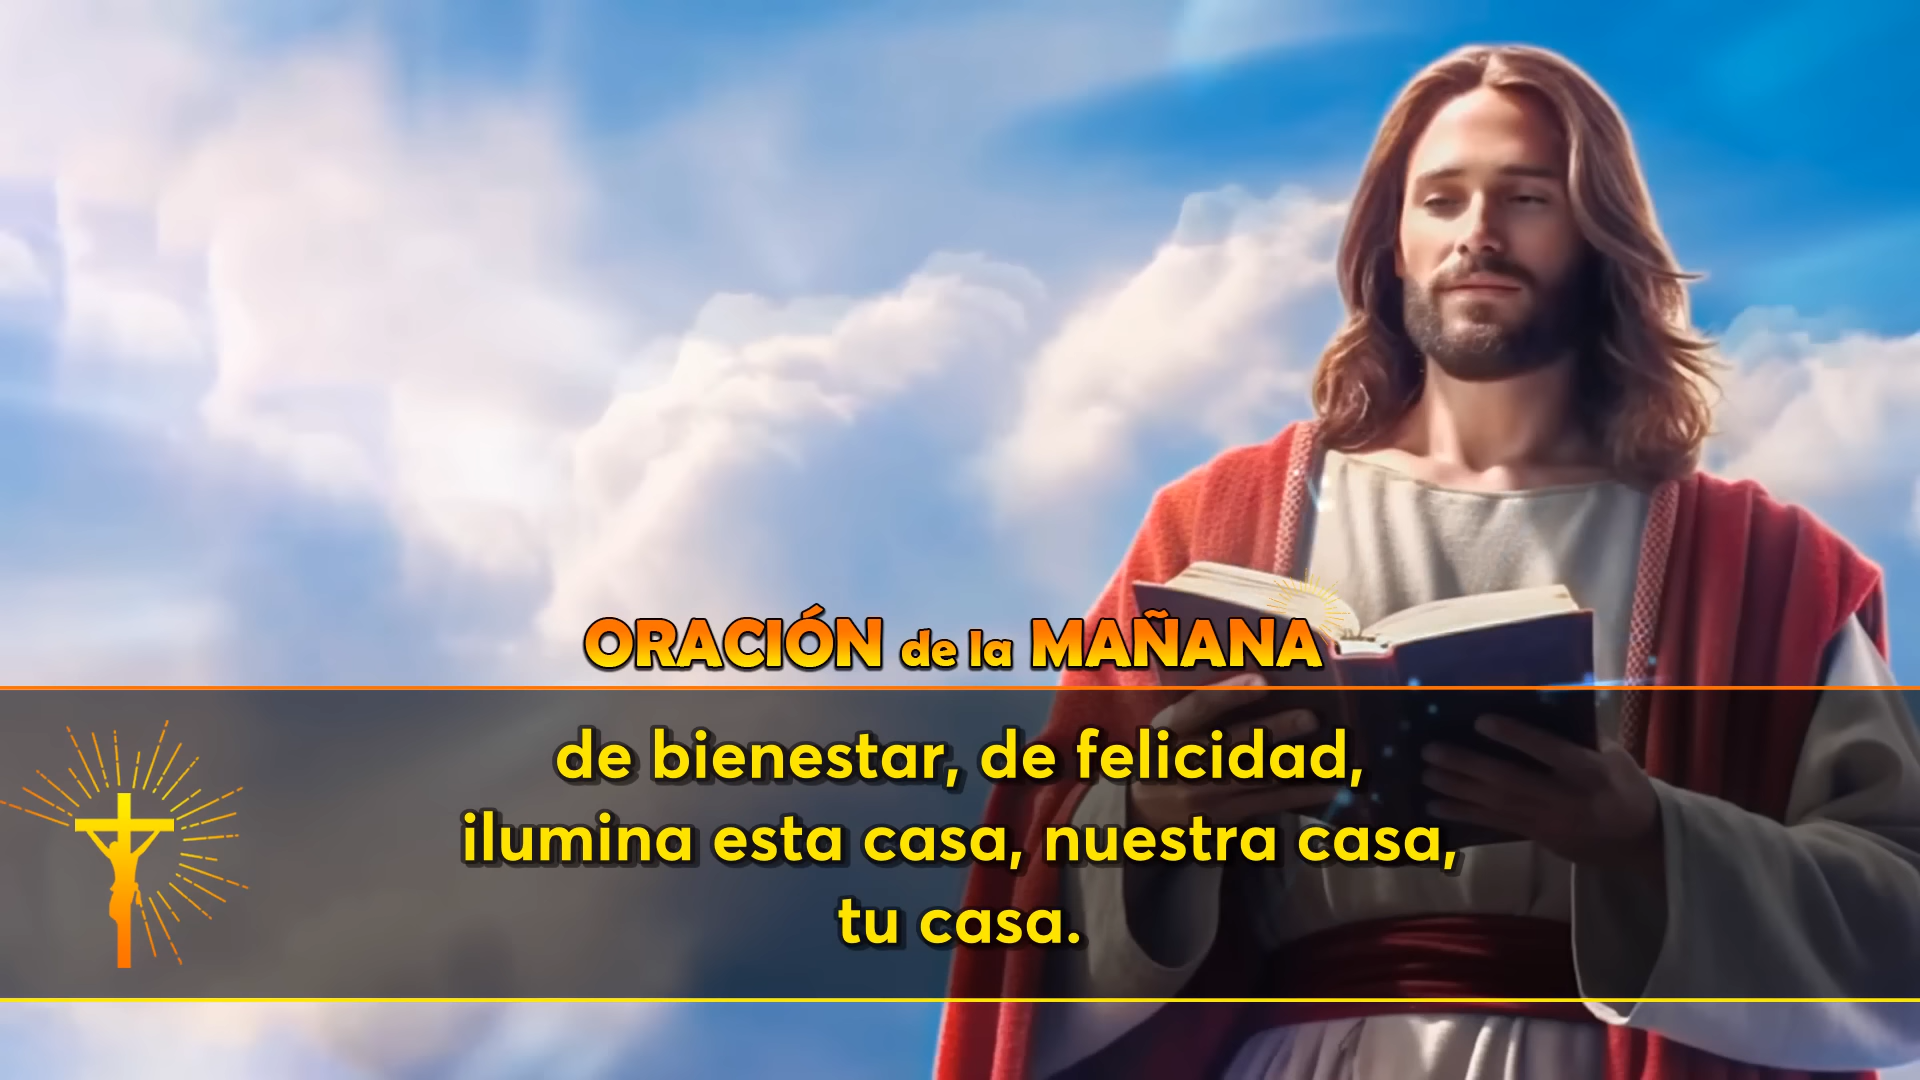 ORACIÓN de la MAÑANA
de bienestar, de felicidad,
ilumina esta casa, nuestra casa,
tu casa.